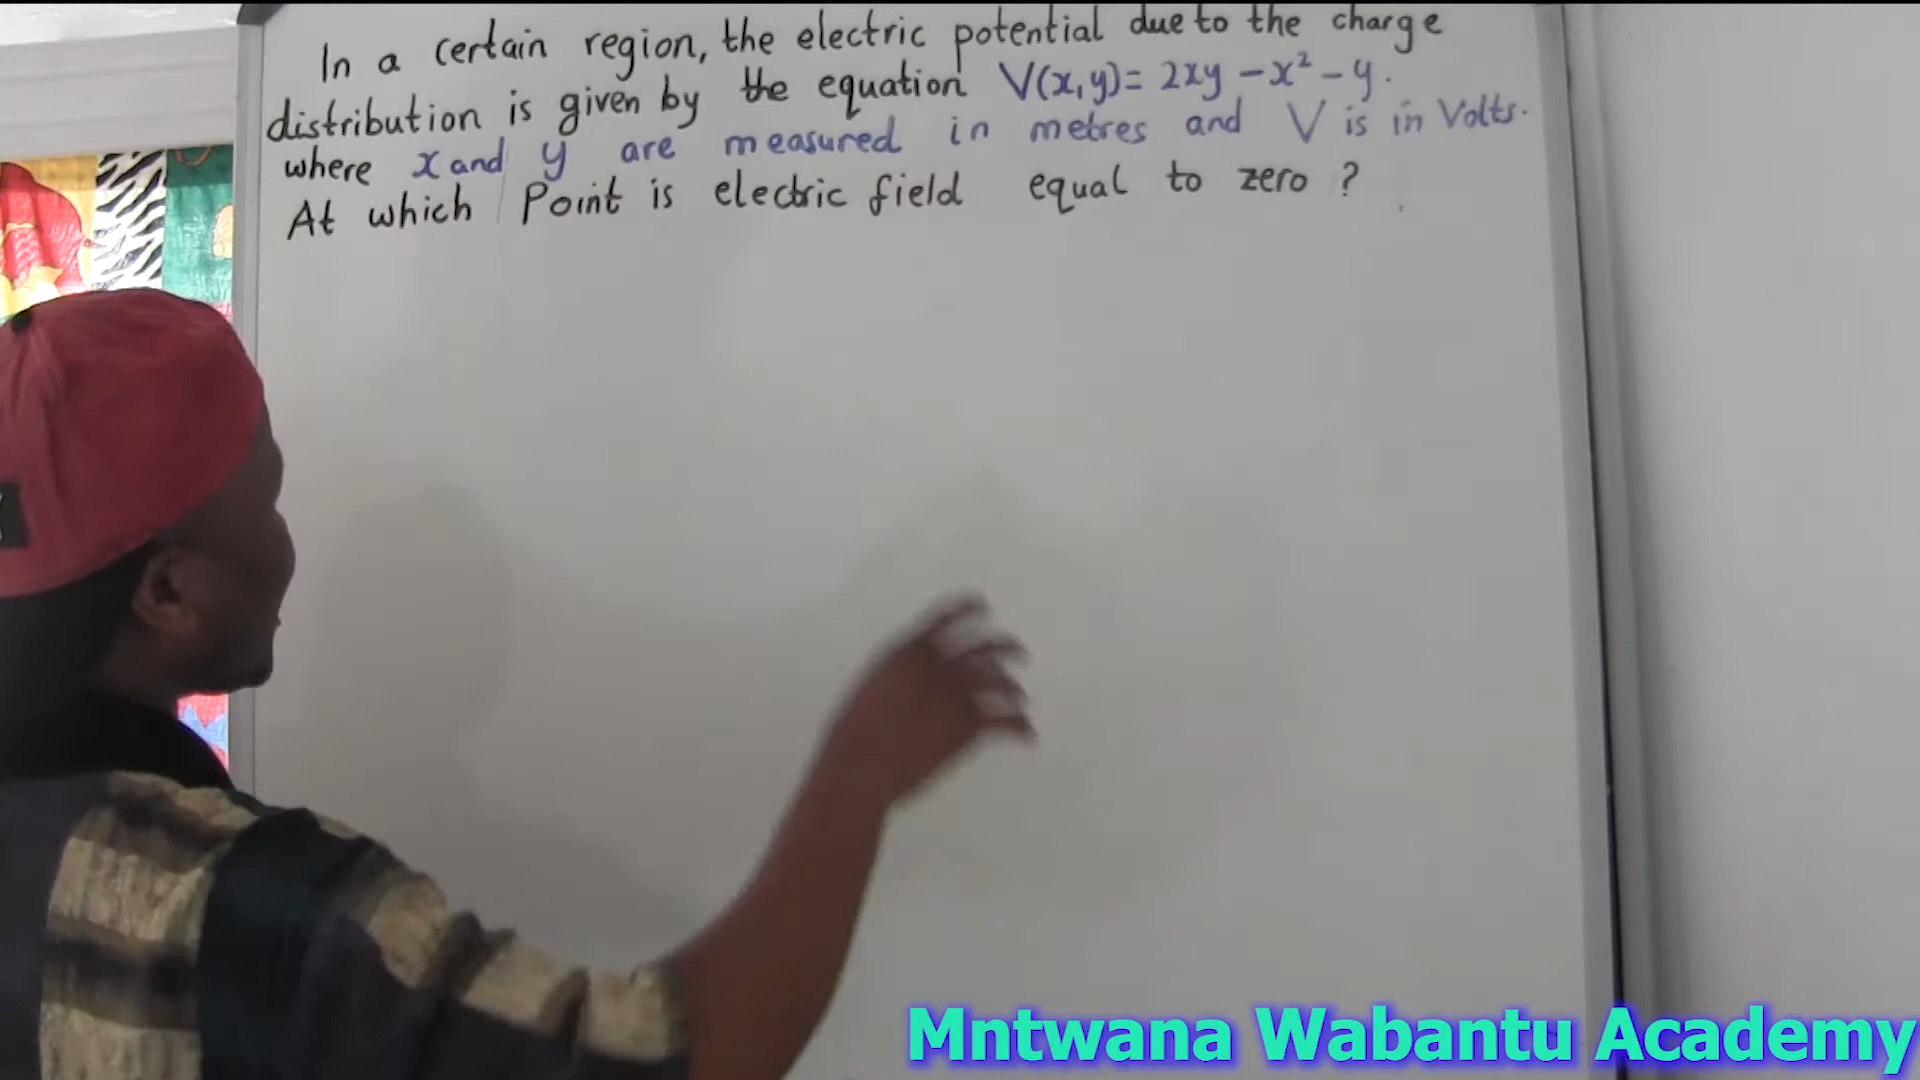 In a certain region, the electric potential due to the charge
distribution is given by the equation V(x,y)= 2xy - x² - y.
where x and y are measured in metres and V is in Volts.
At which Point is electric field equal to zero ?
Mntwana Wabantu Academy